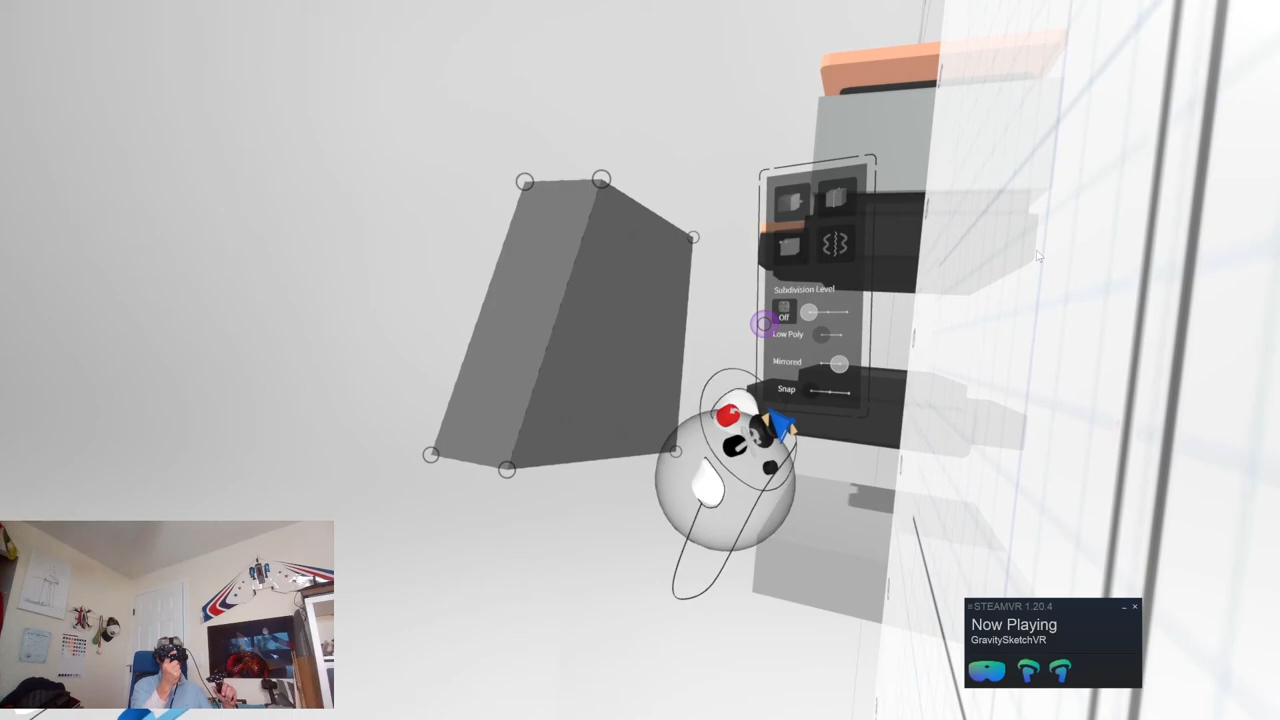 Subdivision Level
Off
Low Poly
Mirrored
Snap
STEAMVR 1.20.4
Now Playing
GravitySketchVR